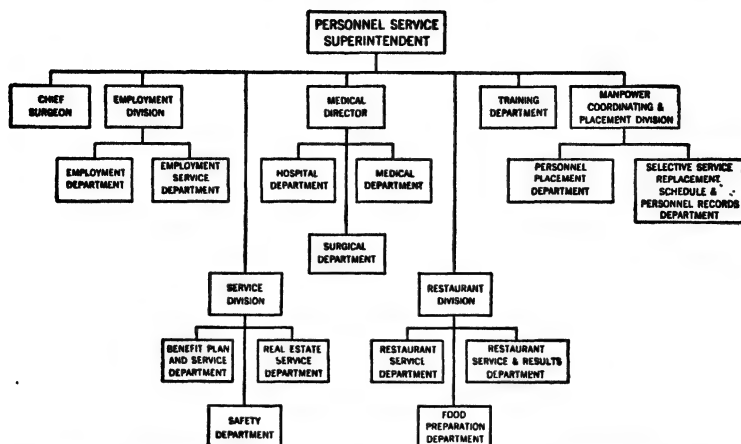 PERSONNEL SERVICE
SUPERINTENDENT
CHIEF
SURGEON
EMPLOYMENT
DIVISION
MEDICAL
DIRECTOR
TRAINING
DEPARTMENT
MANPOWER
COORDINATING &
PLACEMENT DIVISION
EMPLOYMENT
DEPARTMENT
EMPLOYMENT
SERVICE
DEPARTMENT
HOSPITAL
DEPARTMENT
MEDICAL
DEPARTMENT
PERSONNEL
PLACEMENT
DEPARTMENT
SELECTIVE SERVICE
REPLACEMENT
SCHEDULE &
PERSONNEL RECORDS
DEPARTMENT
SURGICAL
DEPARTMENT
SERVICE
DIVISION
RESTAURANT
DIVISION
BENEFIT PLAN
AND SERVICE
DEPARTMENT
REAL ESTATE
SERVICE
DEPARTMENT
RESTAURANT
SERVICE
DEPARTMENT
RESTAURANT
SERVICE & RESULTS
DEPARTMENT
SAFETY
DEPARTMENT
FOOD
PREPARATION
DEPARTMENT